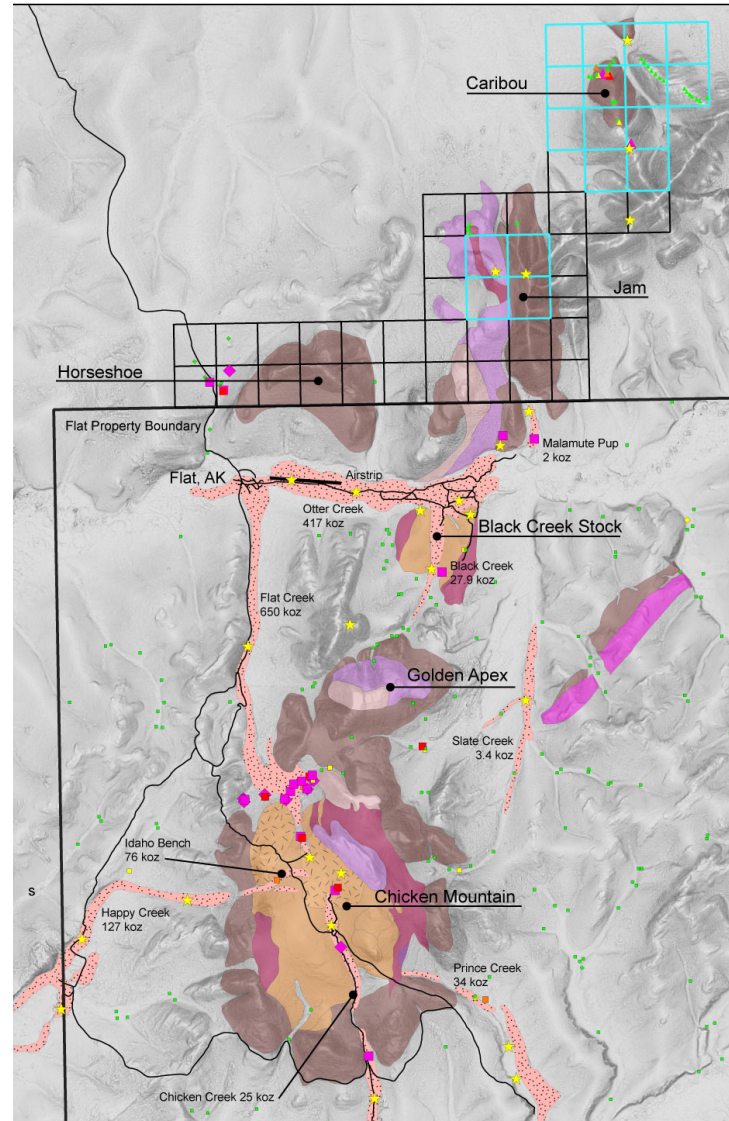 Caribou
Jam
Horseshoe
Flat Property Boundary
Malamute Pup
2 koz
Flat, AK
Airstrip
Otter Creek
417 koz
Black Creek Stock
Black Creek
27.9 koz
Flat Creek
650 koz
Golden Apex
Slate Creek
3.4 koz
Idaho Bench
76 koz
s
Chicken Mountain
Happy Creek
127 koz
Prince Creek
34 koz
Chicken Creek 25 koz